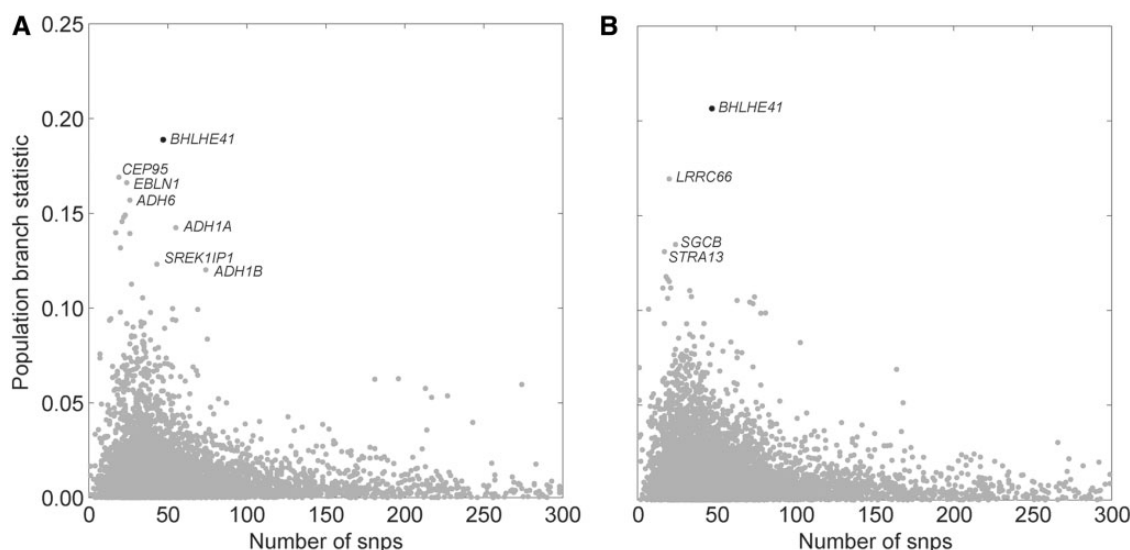 A
B
Population branch statistic
0.25
0.20
0.15
0.10
0.05
0.00
BHLHE41
CEP95
EBLN1
ADH6
ADH1A
SREK1IP1
ADH1B
0
50
100
150
200
250
300
Number of snps
BHLHE41
LRRC66
SGCB
STRA13
0
50
100
150
200
250
300
Number of snps